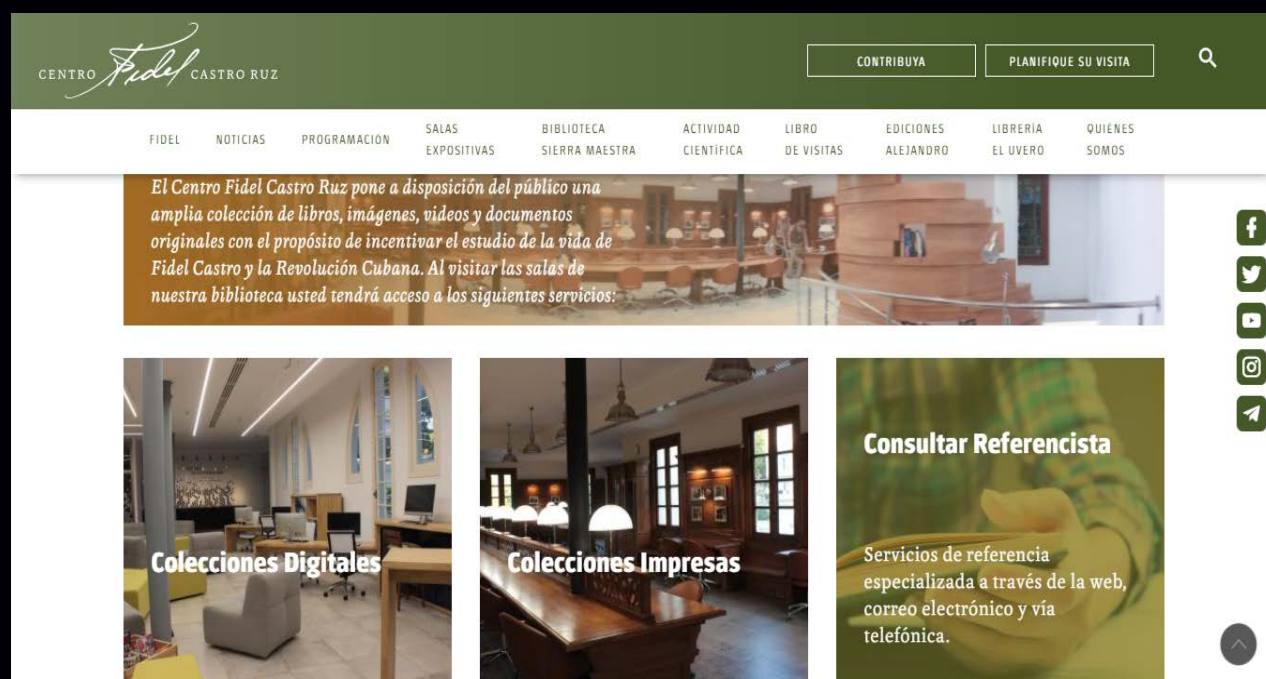 CENTRO Fidel CASTRO RUZ
CONTRIBUYA
PLANIFIQUE SU VISITA
FIDEL
NOTICIAS
PROGRAMACIÓN
SALAS
EXPOSITIVAS
BIBLIOTECA
SIERRA MAESTRA
ACTIVIDAD
CIENTÍFICA
LIBRO
DE VISITAS
EDICIONES
ALEJANDRO
LIBRERÍA
EL UVERO
QUIÉNES
SOMOS
El Centro Fidel Castro Ruz pone a disposición del público una
amplia colección de libros, imágenes, videos y documentos
originales con el propósito de incentivar el estudio de la vida de
Fidel Castro y la Revolución Cubana. Al visitar las salas de
nuestra biblioteca usted tendrá acceso a los siguientes servicios:
Colecciones Digitales
Colecciones Impresas
Consultar Referencista
Servicios de referencia
especializada a través de la web,
correo electrónico y vía
telefónica.